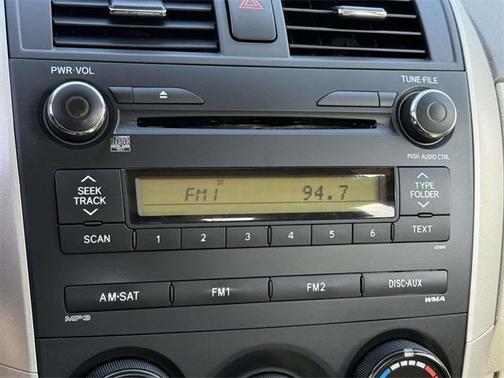 PWR·VOL
TUNE·FILE
PUSH AUDIO CTRL
ST
FM1 94.7
SEEK
TRACK
TYPE
FOLDER
SCAN 1 2 3 4 5 6 TEXT
AM·SAT FM1 FM2 DISC·AUX
MP3
WMA